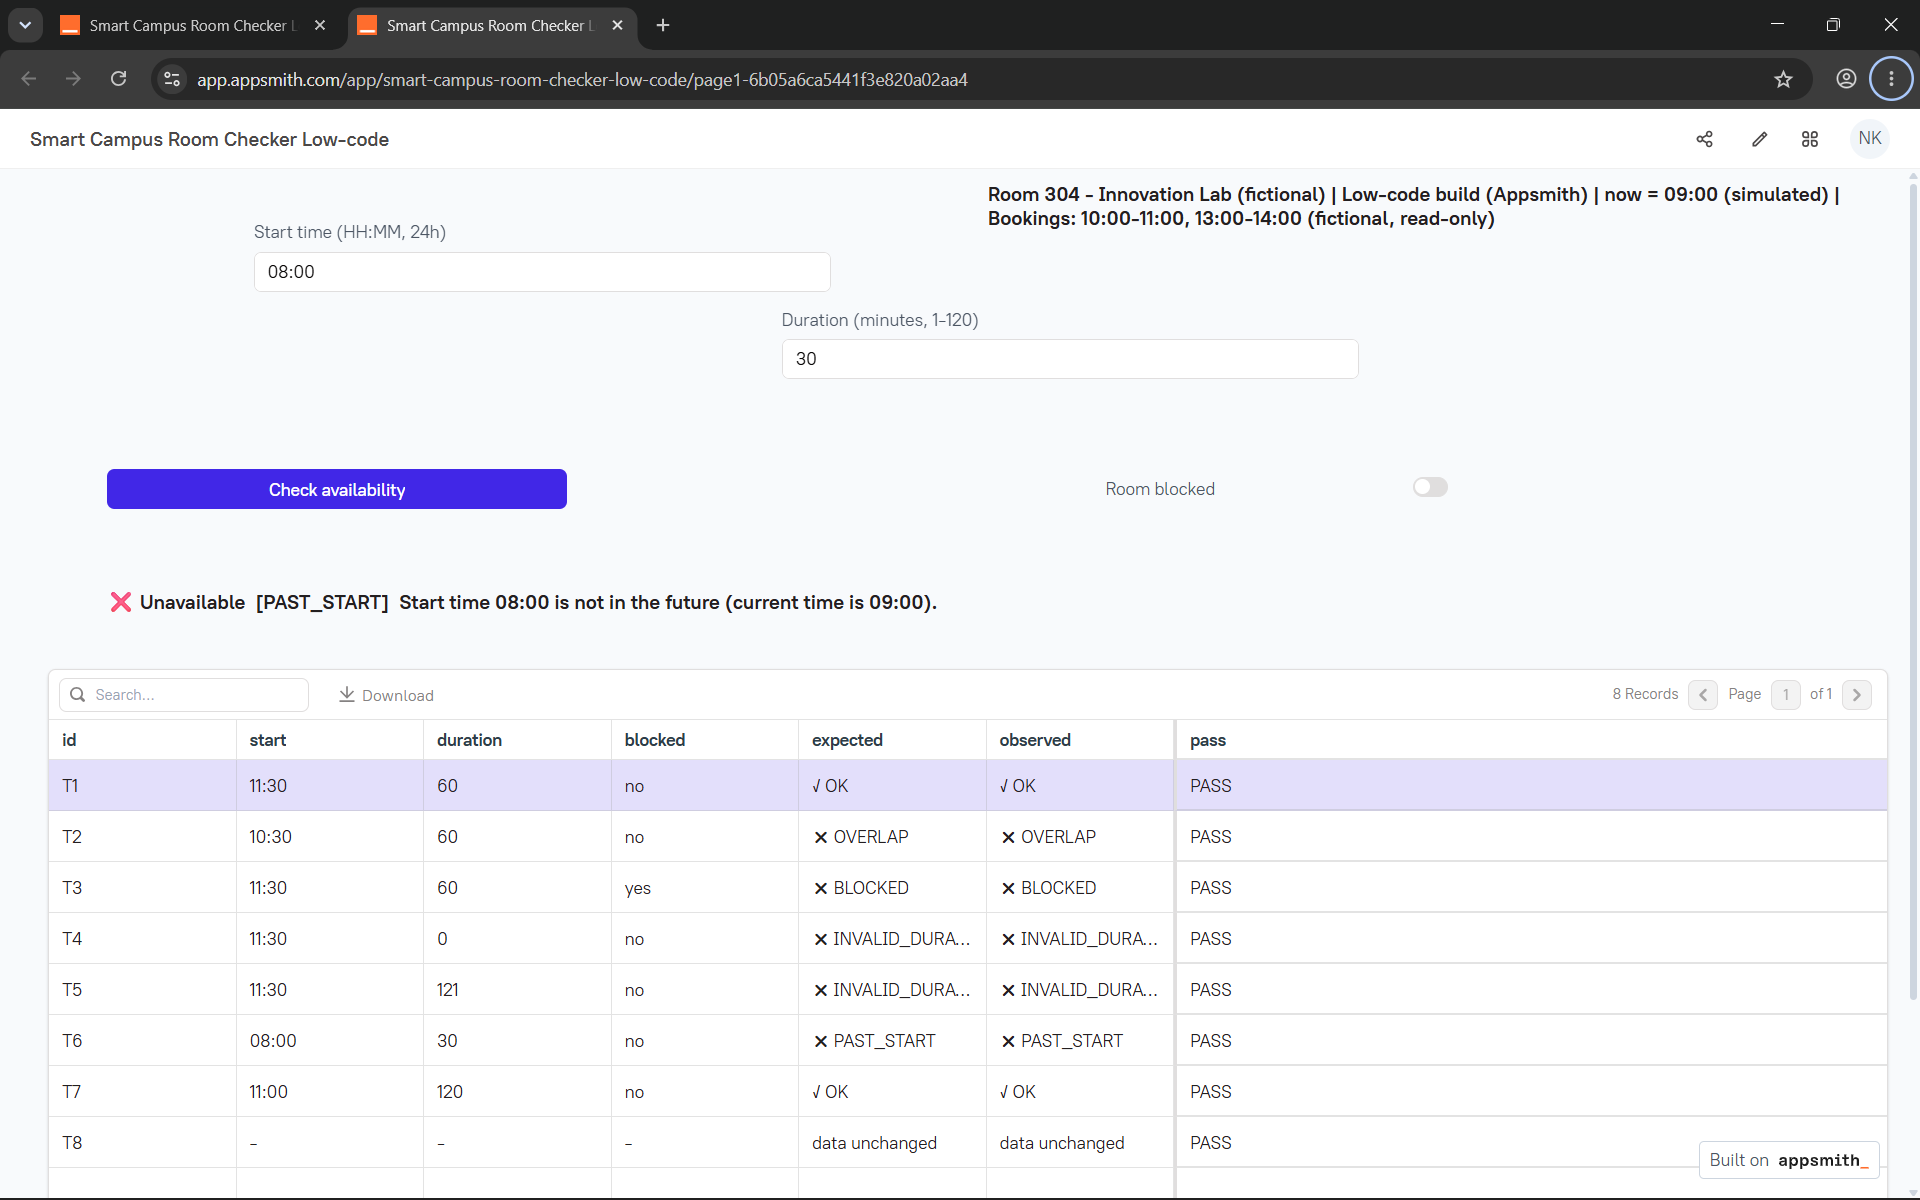 Smart Campus Room Checker L
Smart Campus Room Checker L
app.appsmith.com/app/smart-campus-room-checker-low-code/page1-6b05a6ca5441f3e820a02aa4
Smart Campus Room Checker Low-code
NK
Room 304 - Innovation Lab (fictional) | Low-code build (Appsmith) | now = 09:00 (simulated) |
Bookings: 10:00-11:00, 13:00-14:00 (fictional, read-only)
Start time (HH:MM, 24h)
08:00
Duration (minutes, 1-120)
30
Check availability
Room blocked
❌ Unavailable [PAST_START] Start time 08:00 is not in the future (current time is 09:00).
Search...
Download
8 Records Page 1 of 1
id start duration blocked expected observed pass
T1 11:30 60 no √ OK √ OK PASS
T2 10:30 60 no ✕ OVERLAP ✕ OVERLAP PASS
T3 11:30 60 yes ✕ BLOCKED ✕ BLOCKED PASS
T4 11:30 0 no ✕ INVALID_DURA... ✕ INVALID_DURA... PASS
T5 11:30 121 no ✕ INVALID_DURA... ✕ INVALID_DURA... PASS
T6 08:00 30 no ✕ PAST_START ✕ PAST_START PASS
T7 11:00 120 no √ OK √ OK PASS
T8 - - - data unchanged data unchanged PASS
Built on appsmith_